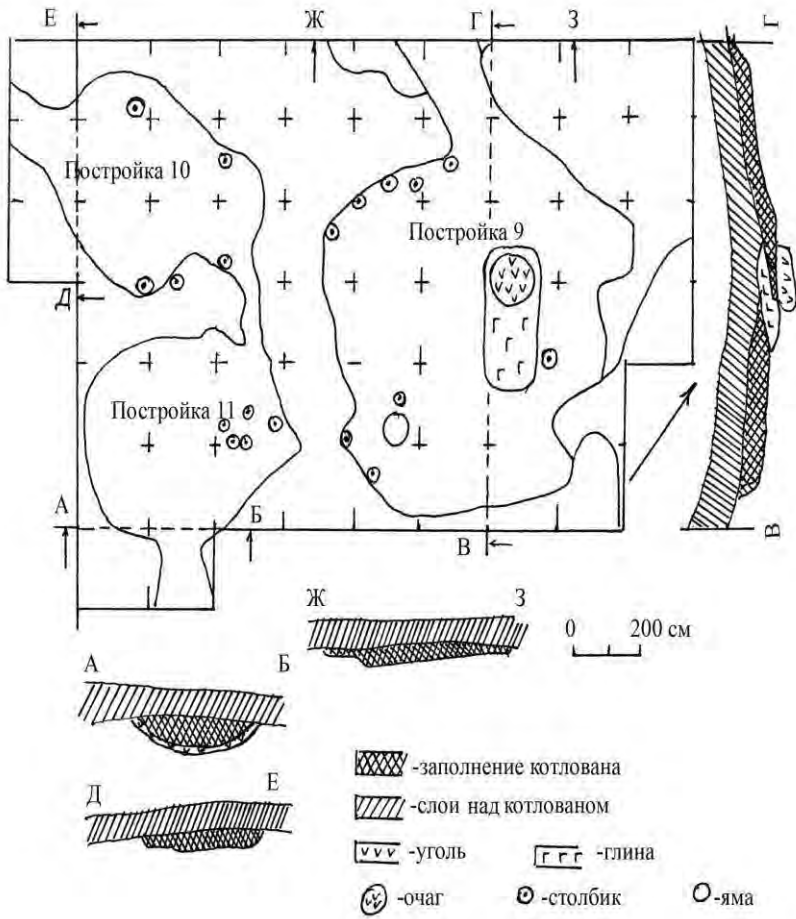 Е Ж Г З
Г
Постройка 10
Постройка 9
Д
Постройка 11
А Б В
В
Ж З
0 200 см
А Б
Д Е
-заполнение котлована
-слои над котлованом
-уголь -глина
-очаг -столбик -яма